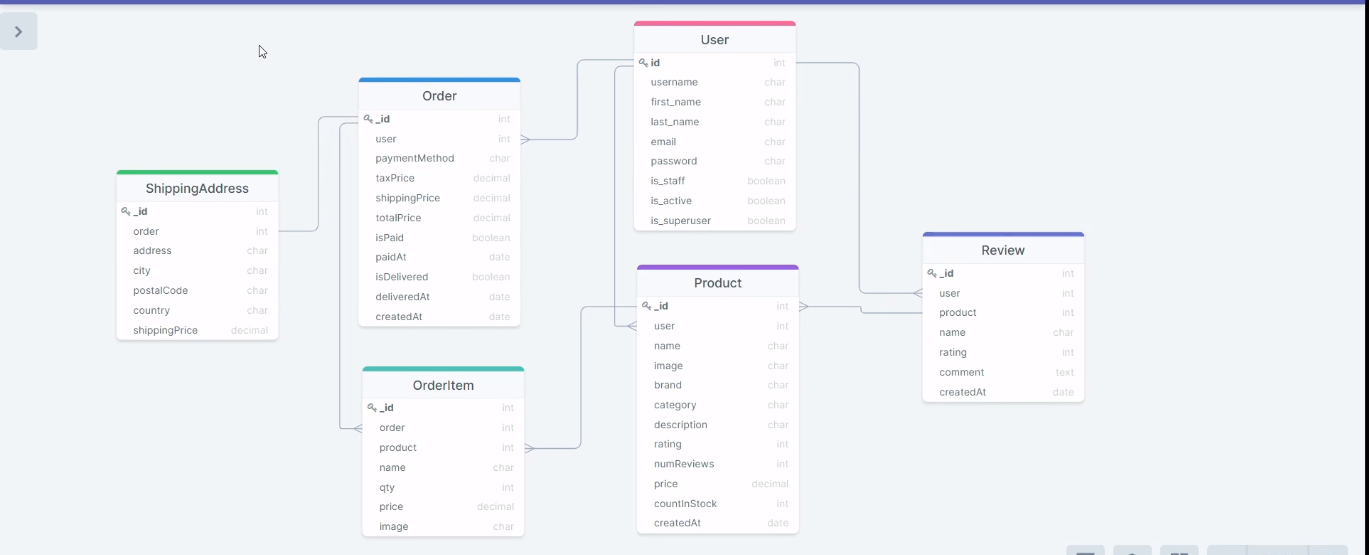 User
id int
username char
first_name char
last_name char
email char
password char
is_staff boolean
is_active boolean
is_superuser boolean
Order
_id int
user int
paymentMethod char
taxPrice decimal
shippingPrice decimal
totalPrice decimal
isPaid boolean
paidAt date
isDelivered boolean
deliveredAt date
createdAt date
ShippingAddress
_id int
order int
address char
city char
postalCode char
country char
shippingPrice decimal
Review
_id int
user int
product int
name char
rating int
comment text
createdAt date
Product
_id int
user int
name char
image char
brand char
category char
description char
rating int
numReviews int
price decimal
countInStock int
createdAt date
OrderItem
_id int
order int
product int
name char
qty int
price decimal
image char